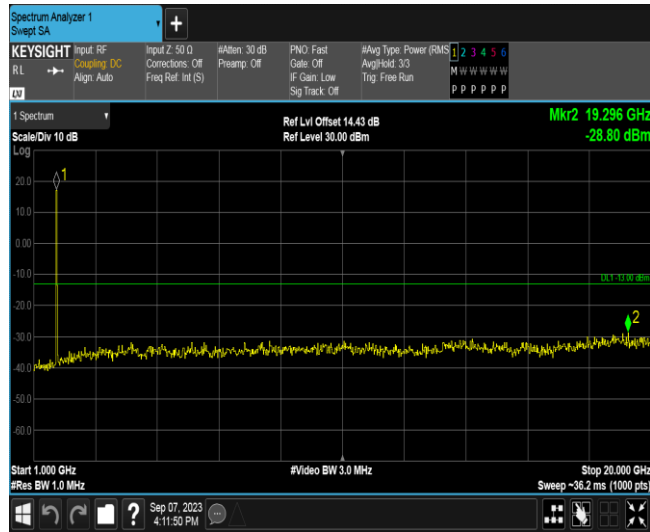 Spectrum Analyzer 1
Swept SA
+
KEYSIGHT
RL
LXI
Input: RF
Coupling: DC
Align: Auto
Input Z: 50 Ω
Corrections: Off
Freq Ref: Int (S)
#Atten: 30 dB
Preamp: Off
PNO: Fast
Gate: Off
IF Gain: Low
Sig Track: Off
#Avg Type: Power (RMS
Avg|Hold: 3/3
Trig: Free Run
1 2 3 4 5 6
M W W W W W
P P P P P P
1 Spectrum
Scale/Div 10 dB
Log
Ref Lvl Offset 14.43 dB
Ref Level 30.00 dBm
Mkr2 19.296 GHz
-28.80 dBm
1
20.0
10.0
0.00
-10.0
DL1 -13.00 dBm
-20.0
2
-30.0
-40.0
-50.0
-60.0
Start 1.000 GHz
#Res BW 1.0 MHz
#Video BW 3.0 MHz
Stop 20.000 GHz
Sweep ~36.2 ms (1000 pts)
?
Sep 07, 2023
4:11:50 PM